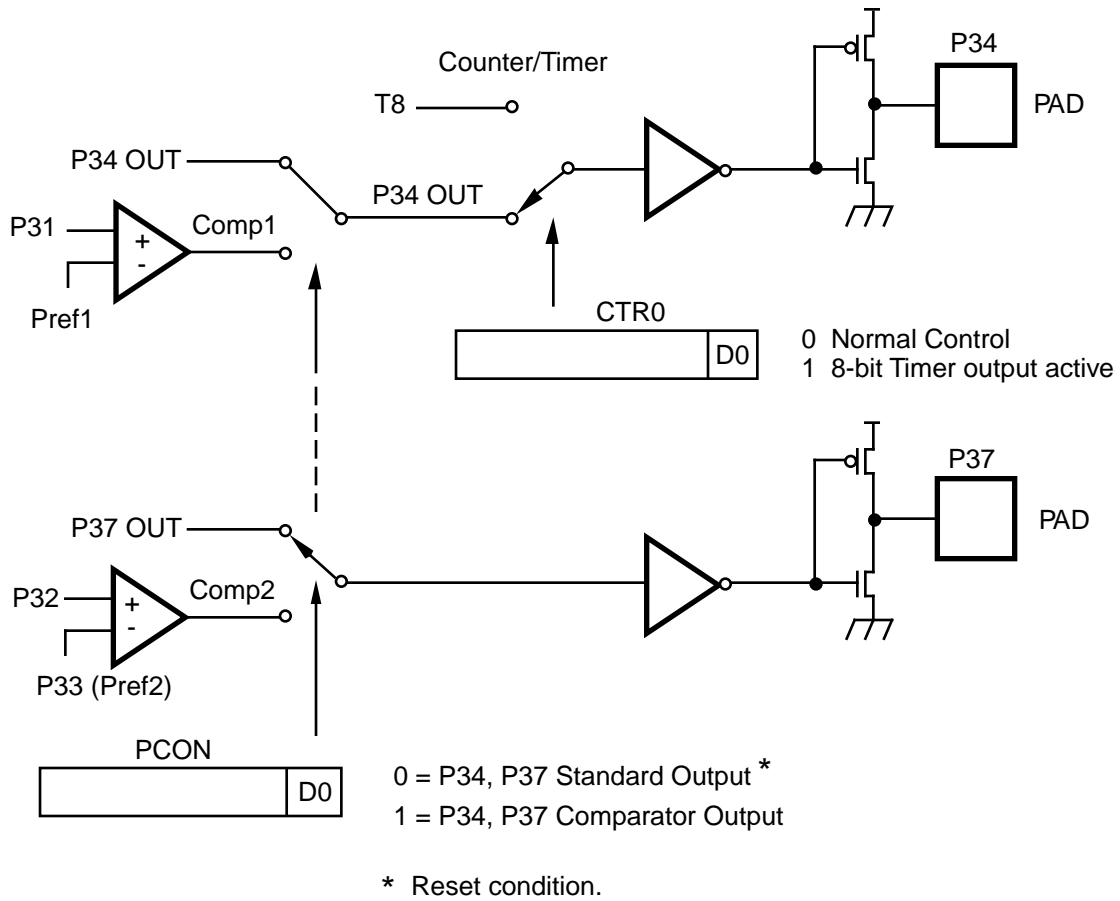 P34
Counter/Timer
T8
PAD
P34 OUT
P34 OUT
P31
Comp1
+
-
Pref1
CTR0
D0
0 Normal Control
1 8-bit Timer output active
P37
P37 OUT
PAD
P32
Comp2
+
-
P33 (Pref2)
PCON
D0
0 = P34, P37 Standard Output *
1 = P34, P37 Comparator Output
* Reset condition.